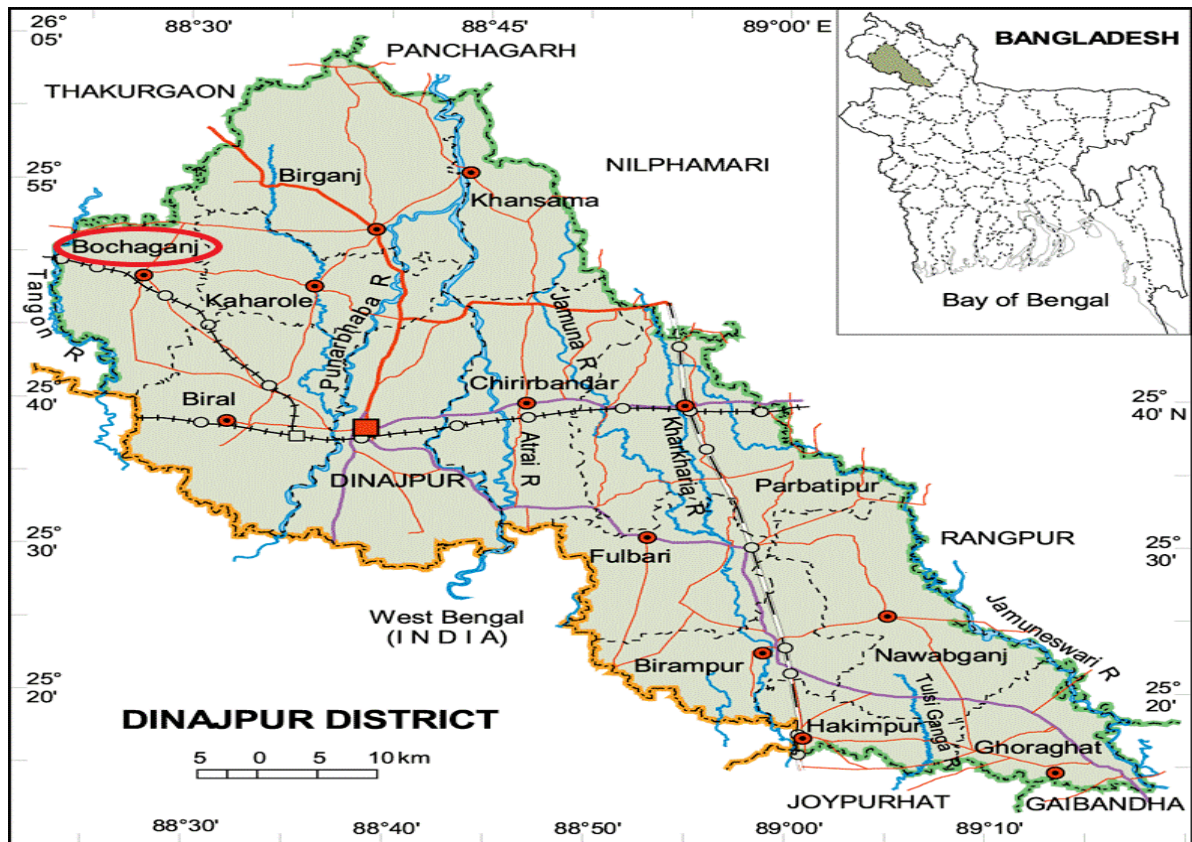 26°
05'
88°30'
88°45'
89°00' E
PANCHAGARH
BANGLADESH
THAKURGAON
NILPHAMARI
25°
55'
Birganj
Khansama
Bochaganj
Tangon R
Kaharole
Punarbhaba R
Jamuna R
Bay of Bengal
25°
40'
Biral
Chirirbandar
25°
40' N
Atrai R
Kharkharia R
DINAJPUR
Parbatipur
25°
30'
Fulbari
RANGPUR
25°
30'
West Bengal
(INDIA)
Jamuneswari R
Birampur
Nawabganj
25°
20'
Tulsi Ganga R
25°
20'
DINAJPUR DISTRICT
Hakimpur
Ghoraghat
5 0 5 10 km
JOYPURHAT
GAIBANDHA
88°30'
88°40'
88°50'
89°00'
89°10'